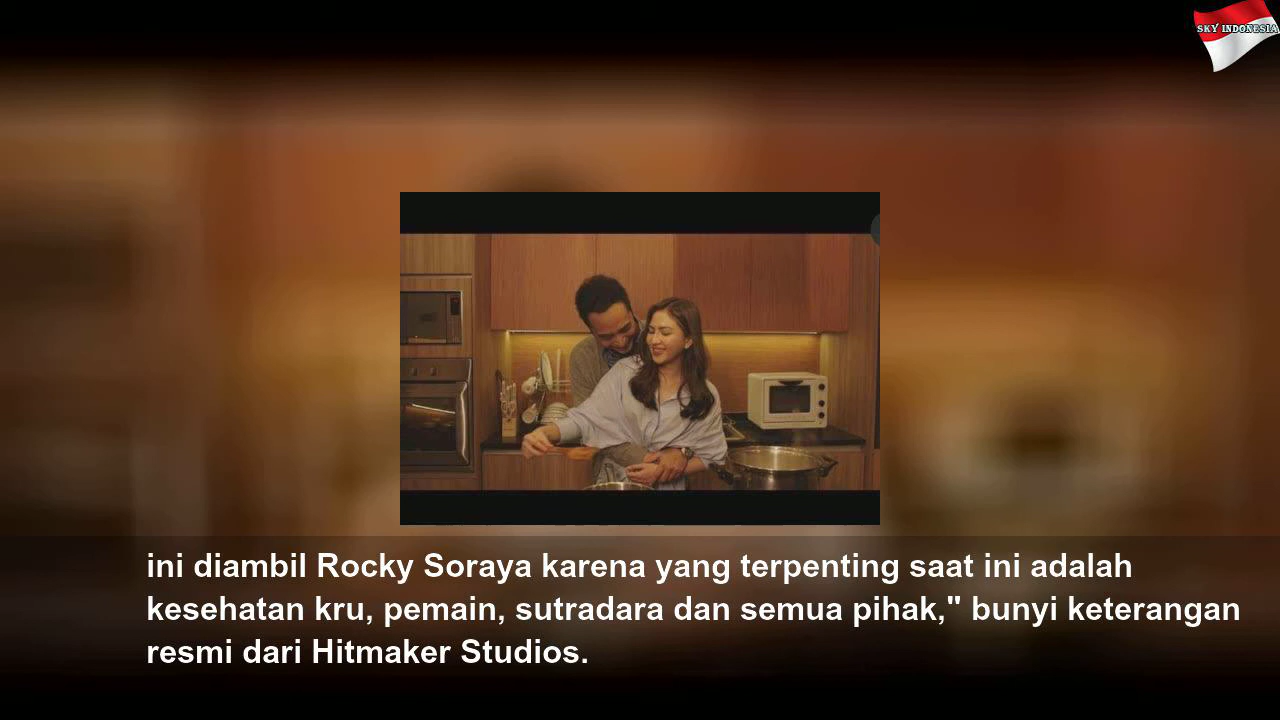 SKY INDONESIA
ini diambil Rocky Soraya karena yang terpenting saat ini adalah
kesehatan kru, pemain, sutradara dan semua pihak," bunyi keterangan
resmi dari Hitmaker Studios.